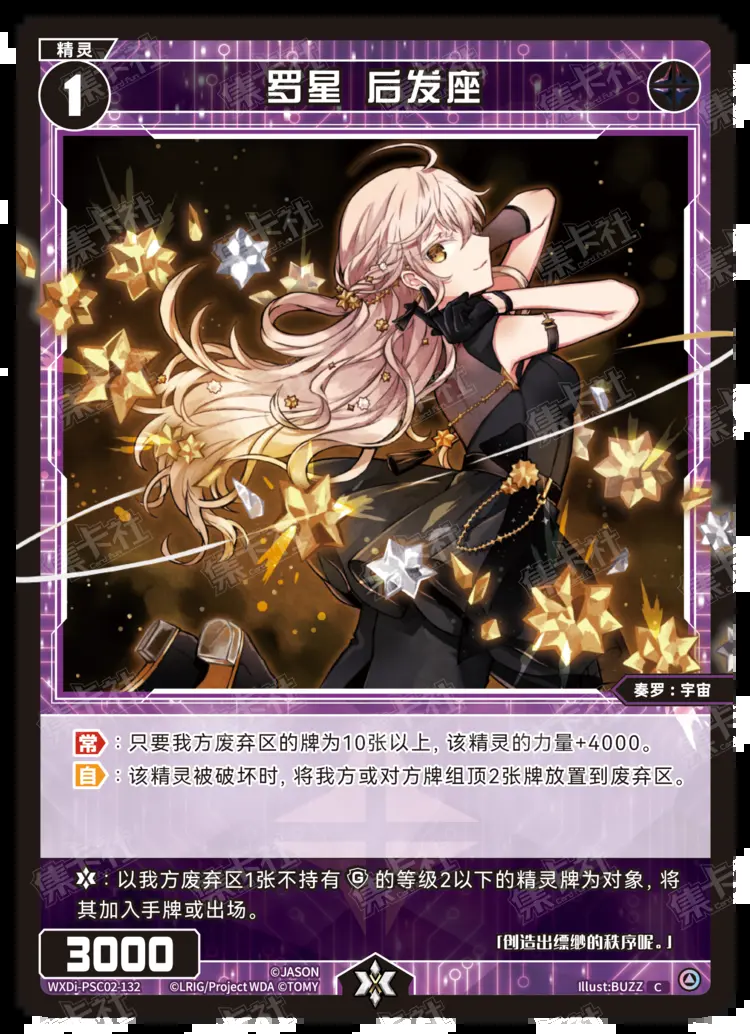 精灵
1
罗星 后发座
奏罗：宇宙
常：只要我方废弃区的牌为10张以上，该精灵的力量+4000。
自：该精灵被破坏时，将我方或对方牌组顶2张牌放置到废弃区。
：以我方废弃区1张不持有 G 的等级2以下的精灵牌为对象，将
其加入手牌或出场。
3000
「创造出缥缈的秩序呢。」
©JASON
WXDi-PSC02-132 ©LRIG/Project WDA ©TOMY Illust:BUZZ C
集卡社